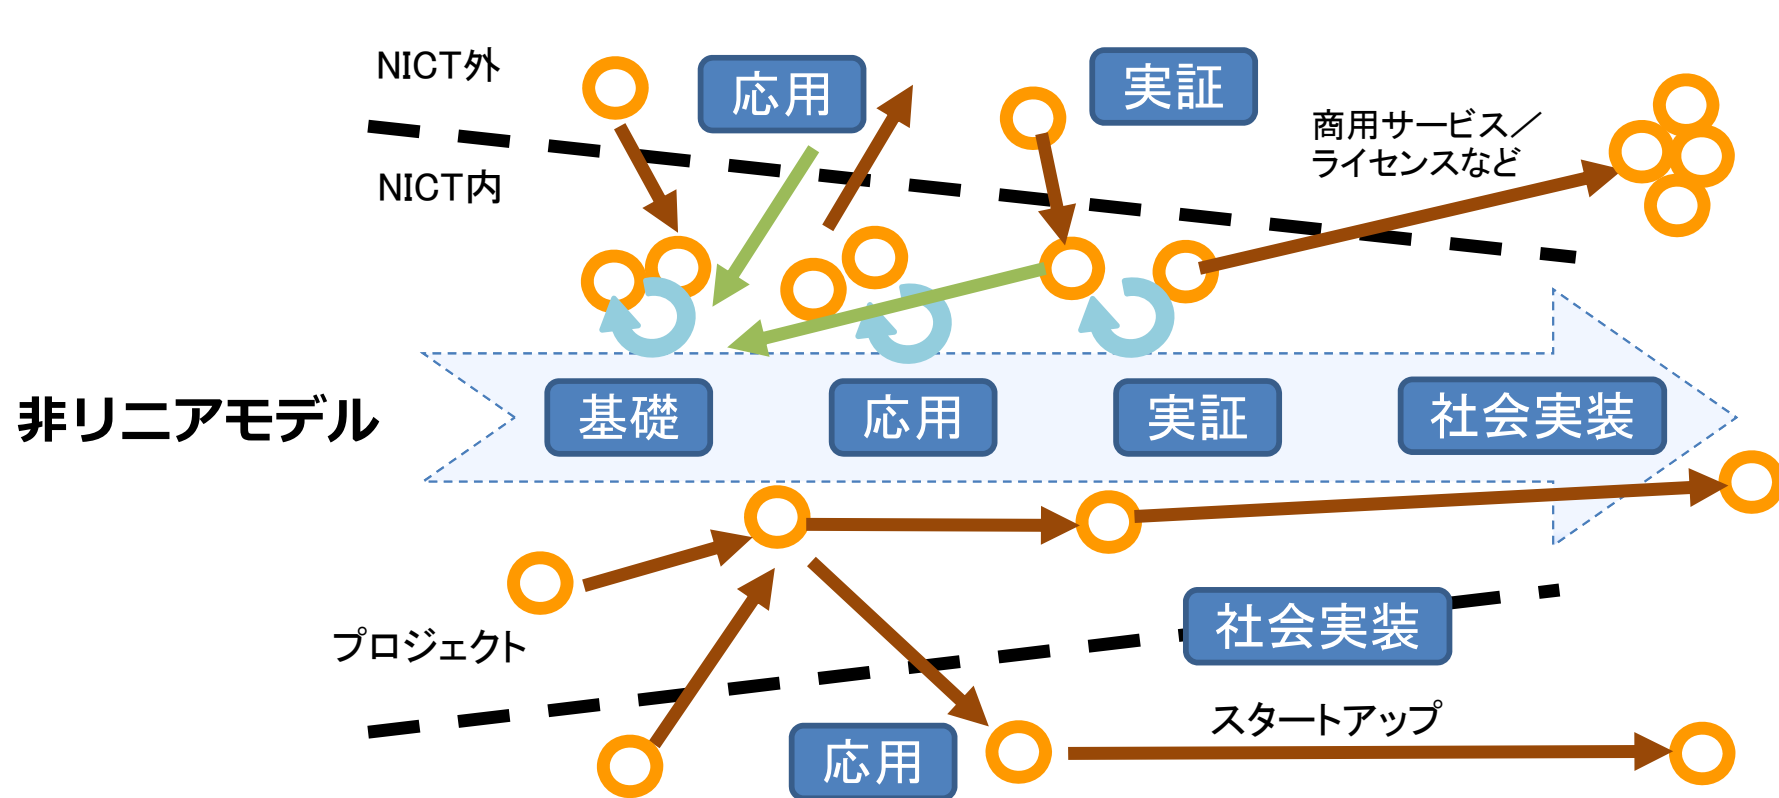 NICT外
応用
実証
商用サービス／
ライセンスなど
NICT内
非リニアモデル
基礎
応用
実証
社会実装
プロジェクト
社会実装
スタートアップ
応用